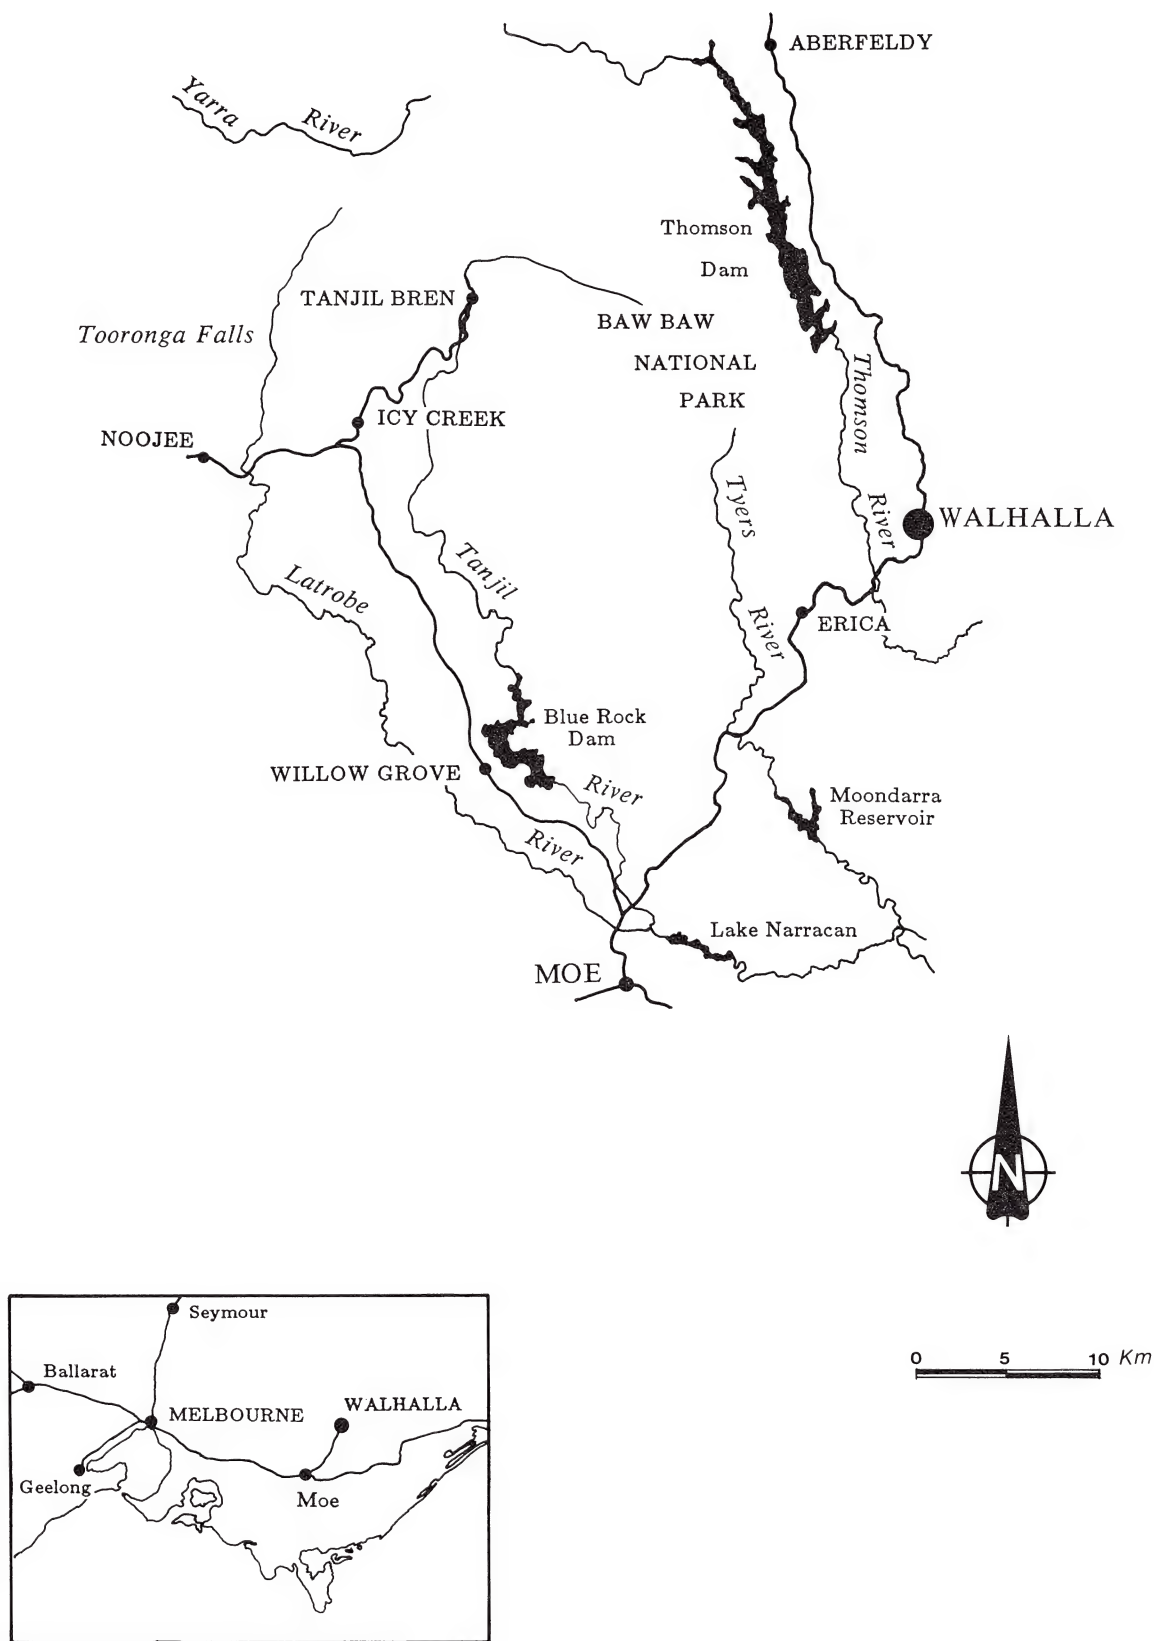 ABERFELDY
Yarra River
Thomson
Dam
TANJIL BREN
BAW BAW
NATIONAL
PARK
Tooronga Falls
Thomson River
ICY CREEK
NOOJEE
Tyers River
WALHALLA
Latrobe River
Tanjil River
ERICA
Blue Rock
Dam
WILLOW GROVE
Moondarra
Reservoir
Lake Narracan
MOE
N
0 5 10 Km
Seymour
Ballarat
WALHALLA
MELBOURNE
Geelong
Moe